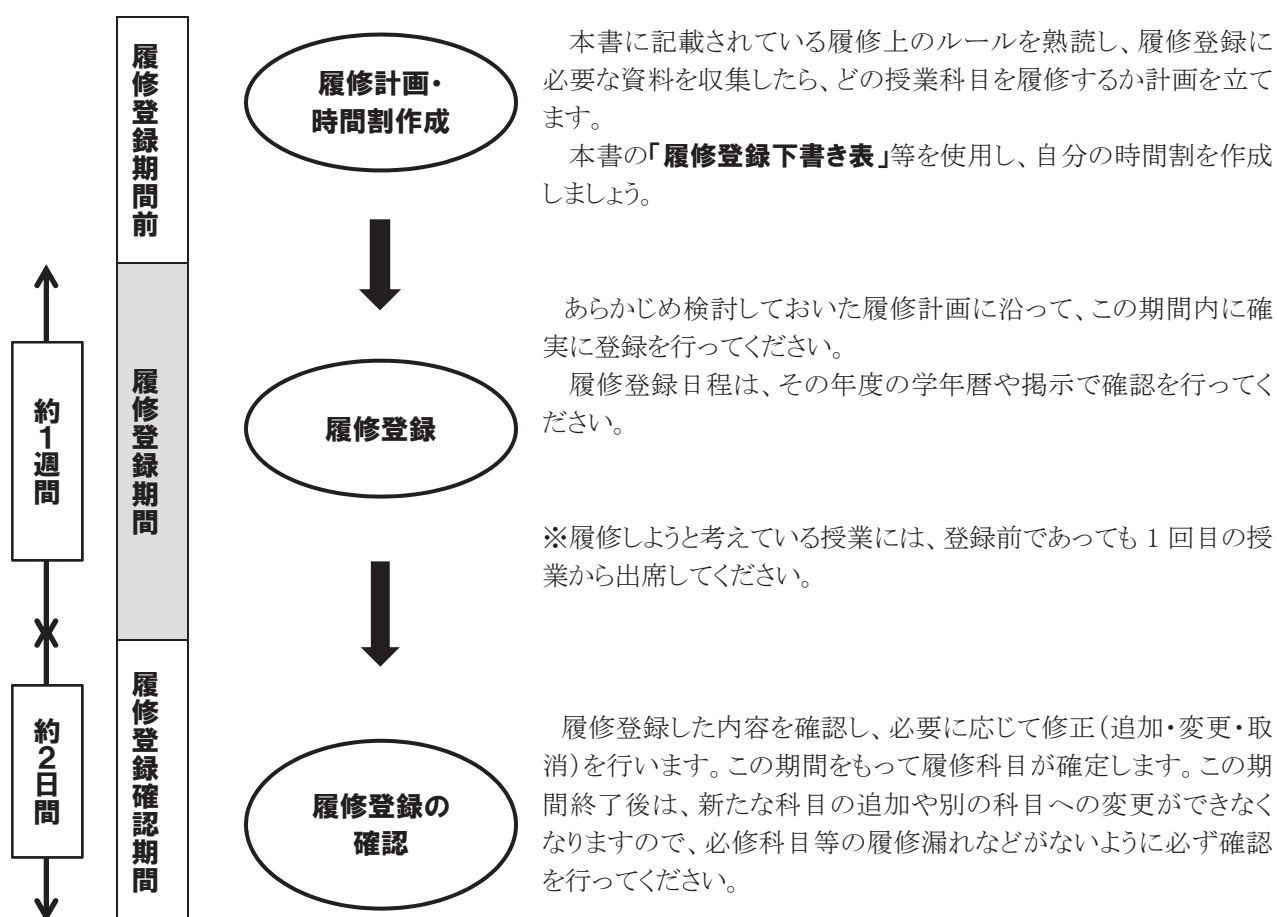 履修登録期間前
履修計画・
時間割作成
本書に記載されている履修上のルールを熟読し、履修登録に
必要な資料を収集したら、どの授業科目を履修するか計画を立て
ます。
本書の「履修登録下書き表」等を使用し、自分の時間割を作成
しましょう。
約1週間
履修登録期間
履修登録
あらかじめ検討しておいた履修計画に沿って、この期間内に確
実に登録を行ってください。
履修登録日程は、その年度の学年暦や掲示で確認を行ってく
ださい。
※履修しようと考えている授業には、登録前であっても 1 回目の授
業から出席してください。
約2日間
履修登録確認期間
履修登録の
確認
履修登録した内容を確認し、必要に応じて修正(追加・変更・取
消)を行います。この期間をもって履修科目が確定します。この期
間終了後は、新たな科目の追加や別の科目への変更ができなく
なりますので、必修科目等の履修漏れなどがないように必ず確認
を行ってください。